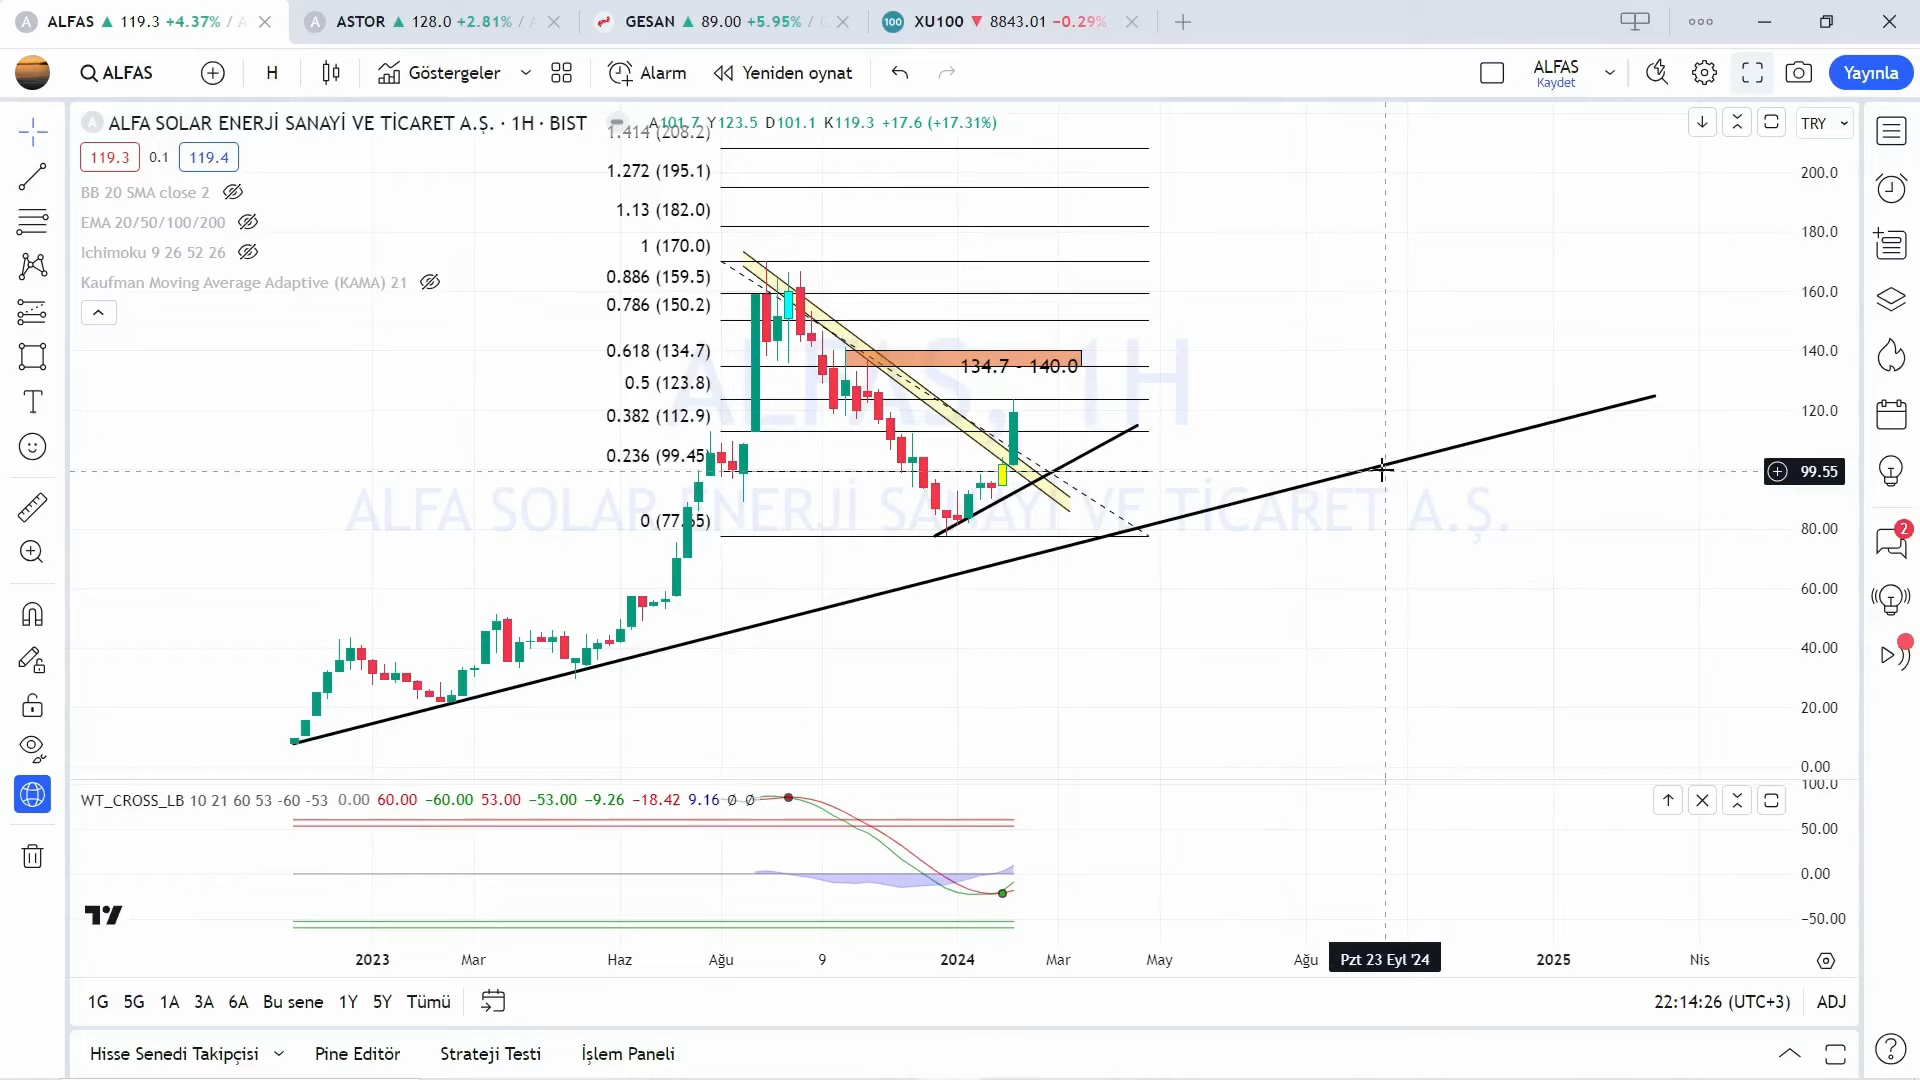 ALFAS 119.3 +4.37% / A
ASTOR 128.0 +2.81% / A
GESAN 89.00 +5.95% /
100 XU100 8843.01 −0.29%
ALFAS
H
Göstergeler
Alarm
Yeniden oynat
ALFAS
Kaydet
Yayınla
A ALFA SOLAR ENERJİ SANAYİ VE TİCARET A.Ş. · 1H · BIST
A101.7 Y123.5 D101.1 K119.3 +17.6 (+17.31%)
TRY
119.3 0.1 119.4
BB 20 SMA close 2
EMA 20/50/100/200
Ichimoku 9 26 52 26
Kaufman Moving Average Adaptive (KAMA) 21
1.414 (208.2)
1.272 (195.1)
1.13 (182.0)
1 (170.0)
0.886 (159.5)
0.786 (150.2)
0.618 (134.7)
0.5 (123.8)
0.382 (112.9)
0.236 (99.45)
0 (77.65)
134.7 - 140.0
ALFAS, 1H
ALFA SOLAR ENERJİ SANAYİ VE TİCARET A.Ş.
200.0
180.0
160.0
140.0
120.0
99.55
80.00
60.00
40.00
20.00
0.00
WT_CROSS_LB 10 21 60 53 -60 -53 0.00 60.00 −60.00 53.00 −53.00 −9.26 −18.42 9.16 Ø Ø
100.0
50.00
0.00
−50.00
2023 Mar Haz Ağu 9 2024 Mar May Ağu Pzt 23 Eyl '24 2025 Nis
1G 5G 1A 3A 6A Bu sene 1Y 5Y Tümü
22:14:26 (UTC+3) ADJ
Hisse Senedi Takipçisi Pine Editör Strateji Testi İşlem Paneli
2